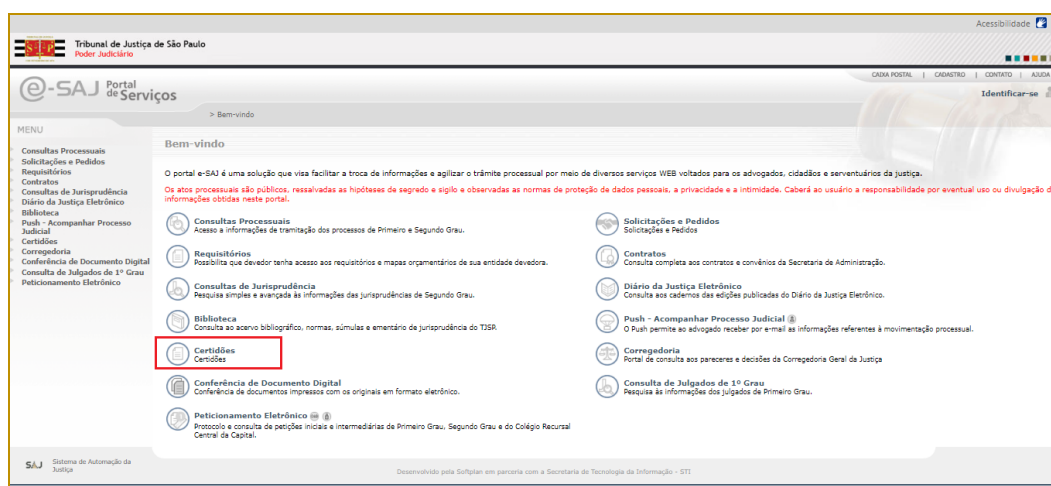 Acessibilidade
Tribunal de Justiça de São Paulo
Poder Judiciário
CAIXA POSTAL | CADASTRO | CONTATO | AJUDA
e-SAJ Portal de Serviços
Identificar-se
> Bem-vindo
MENU
Consultas Processuais
Solicitações e Pedidos
Requisitórios
Contratos
Consultas de Jurisprudência
Diário da Justiça Eletrônico
Biblioteca
Push - Acompanhar Processo
Judicial
Certidões
Corregedoria
Conferência de Documento Digital
Consulta de Julgados de 1º Grau
Peticionamento Eletrônico
Bem-vindo
O portal e-SAJ é uma solução que visa facilitar a troca de informações e agilizar o trâmite processual por meio de diversos serviços WEB voltados para os advogados, cidadãos e serventuários da justiça.
Os atos processuais são públicos, ressalvadas as hipóteses de segredo e sigilo e observadas as normas de proteção de dados pessoais, a privacidade e a intimidade. Caberá ao usuário a responsabilidade por eventual uso ou divulgação d
informações obtidas neste portal.
Consultas Processuais
Acesso a informações de tramitação dos processos de Primeiro e Segundo Grau.
Solicitações e Pedidos
Solicitações e Pedidos
Requisitórios
Possibilita que devedor tenha acesso aos requisitórios e mapas orçamentários de sua entidade devedora.
Contratos
Consulta completa aos contratos e convênios da Secretaria de Administração.
Consultas de Jurisprudência
Pesquisa simples e avançada às informações das jurisprudências de Segundo Grau.
Diário da Justiça Eletrônico
Consulta aos cadernos das edições publicadas do Diário da Justiça Eletrônico.
Biblioteca
Consulta ao acervo bibliográfico, normas, súmulas e ementário de jurisprudência do TJSP.
Push - Acompanhar Processo Judicial
O Push permite ao advogado receber por e-mail as informações referentes à movimentação processual.
Certidões
Certidões
Corregedoria
Portal de consulta aos pareceres e decisões da Corregedoria Geral da Justiça
Conferência de Documento Digital
Conferência de documentos impressos com os originais em formato eletrônico.
Consulta de Julgados de 1º Grau
Pesquisa às informações dos julgados de Primeiro Grau.
Peticionamento Eletrônico
Protocolo e consulta de petições iniciais e intermediárias de Primeiro Grau, Segundo Grau e do Colégio Recursal
Central da Capital.
SAJ Sistema de Automação da
Justiça
Desenvolvido pela Softplan em parceria com a Secretaria de Tecnologia da Informação - STI